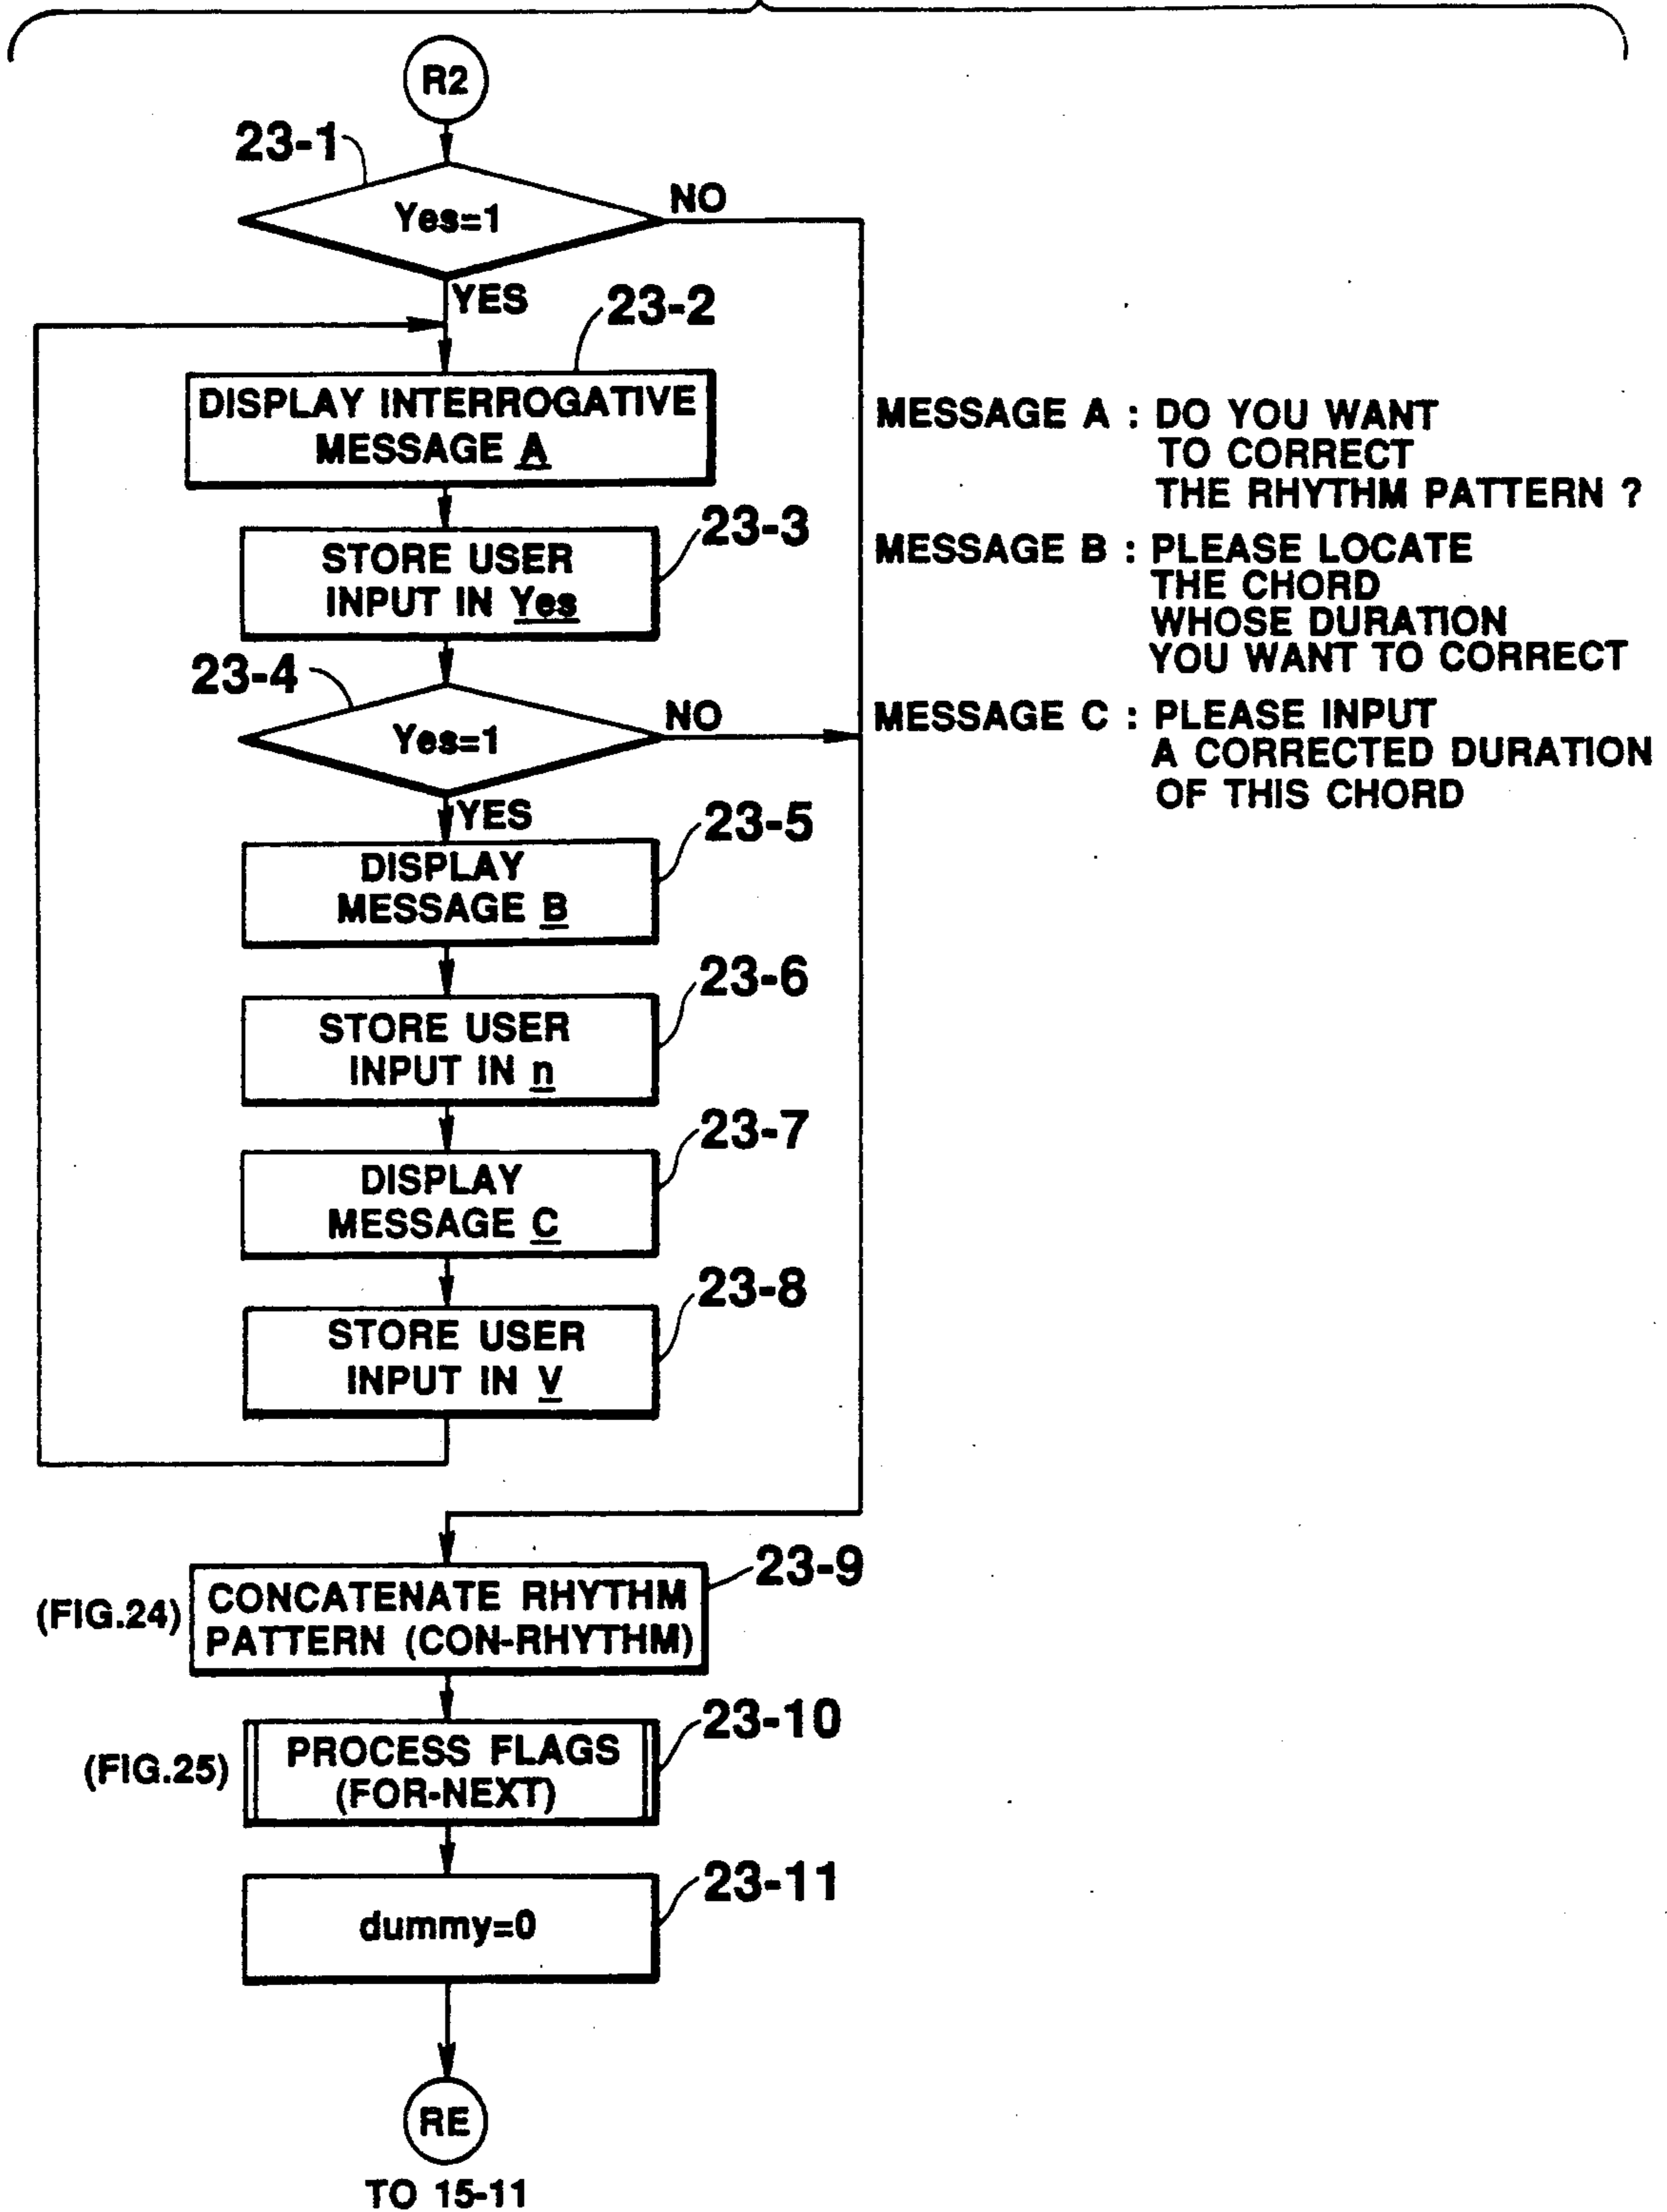 R2
23-1
Yes=1
NO
YES
23-2
DISPLAY INTERROGATIVE
MESSAGE A
23-3
STORE USER
INPUT IN Yes
23-4
Yes=1
NO
YES
23-5
DISPLAY
MESSAGE B
23-6
STORE USER
INPUT IN n
23-7
DISPLAY
MESSAGE C
23-8
STORE USER
INPUT IN V
MESSAGE A : DO YOU WANT
TO CORRECT
THE RHYTHM PATTERN ?
MESSAGE B : PLEASE LOCATE
THE CHORD
WHOSE DURATION
YOU WANT TO CORRECT
MESSAGE C : PLEASE INPUT
A CORRECTED DURATION
OF THIS CHORD
23-9
(FIG.24)
CONCATENATE RHYTHM
PATTERN (CON-RHYTHM)
23-10
(FIG.25)
PROCESS FLAGS
(FOR-NEXT)
23-11
dummy=0
RE
TO 15-11